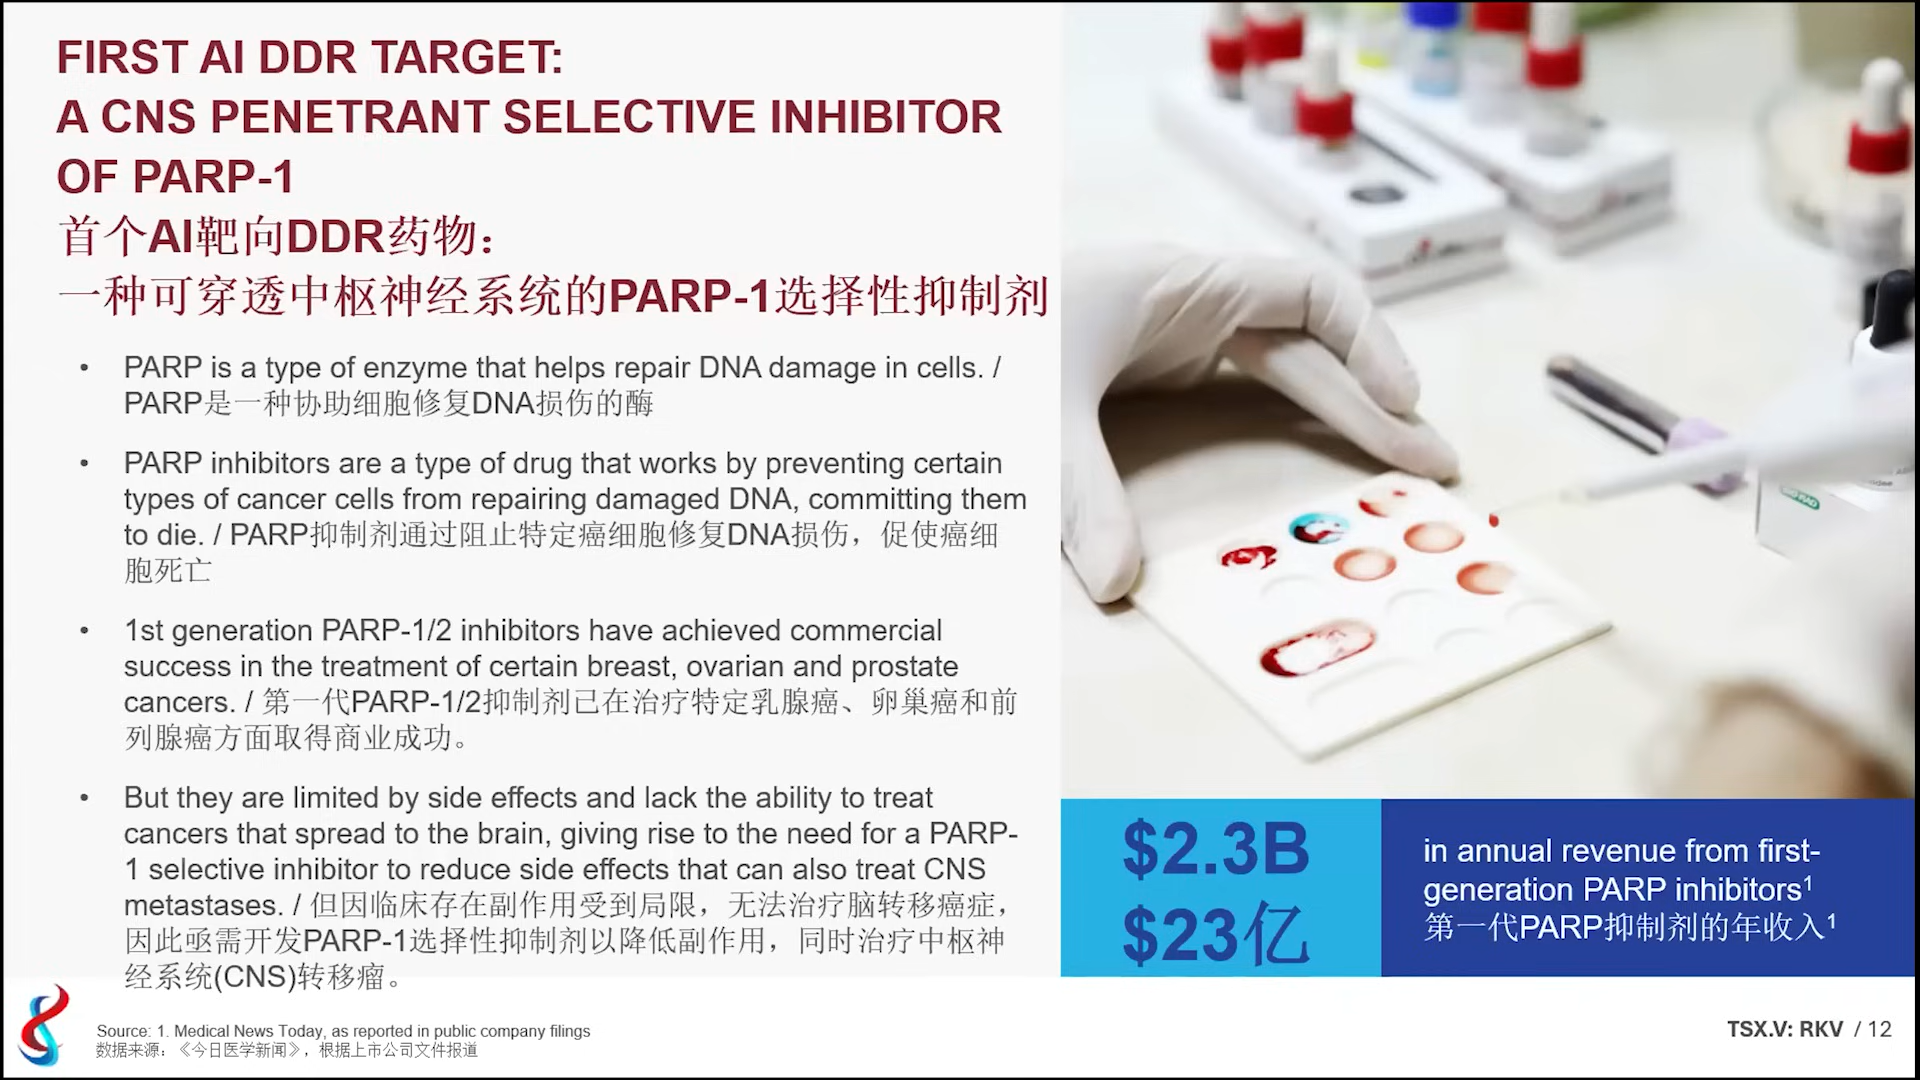 FIRST AI DDR TARGET:
A CNS PENETRANT SELECTIVE INHIBITOR
OF PARP-1
首个AI靶向DDR药物：
一种可穿透中枢神经系统的PARP-1选择性抑制剂
• PARP is a type of enzyme that helps repair DNA damage in cells. /
PARP是一种协助细胞修复DNA损伤的酶
• PARP inhibitors are a type of drug that works by preventing certain
types of cancer cells from repairing damaged DNA, committing them
to die. / PARP抑制剂通过阻止特定癌细胞修复DNA损伤，促使癌细
胞死亡
• 1st generation PARP-1/2 inhibitors have achieved commercial
success in the treatment of certain breast, ovarian and prostate
cancers. / 第一代PARP-1/2抑制剂已在治疗特定乳腺癌、卵巢癌和前
列腺癌方面取得商业成功。
• But they are limited by side effects and lack the ability to treat
cancers that spread to the brain, giving rise to the need for a PARP-
1 selective inhibitor to reduce side effects that can also treat CNS
metastases. / 但因临床存在副作用受到局限，无法治疗脑转移癌症，
因此亟需开发PARP-1选择性抑制剂以降低副作用，同时治疗中枢神
经系统(CNS)转移瘤。
$2.3B
$23亿
in annual revenue from first-
generation PARP inhibitors¹
第一代PARP抑制剂的年收入¹
Source: 1. Medical News Today, as reported in public company filings
数据来源：《今日医学新闻》，根据上市公司文件报道
TSX.V: RKV / 12